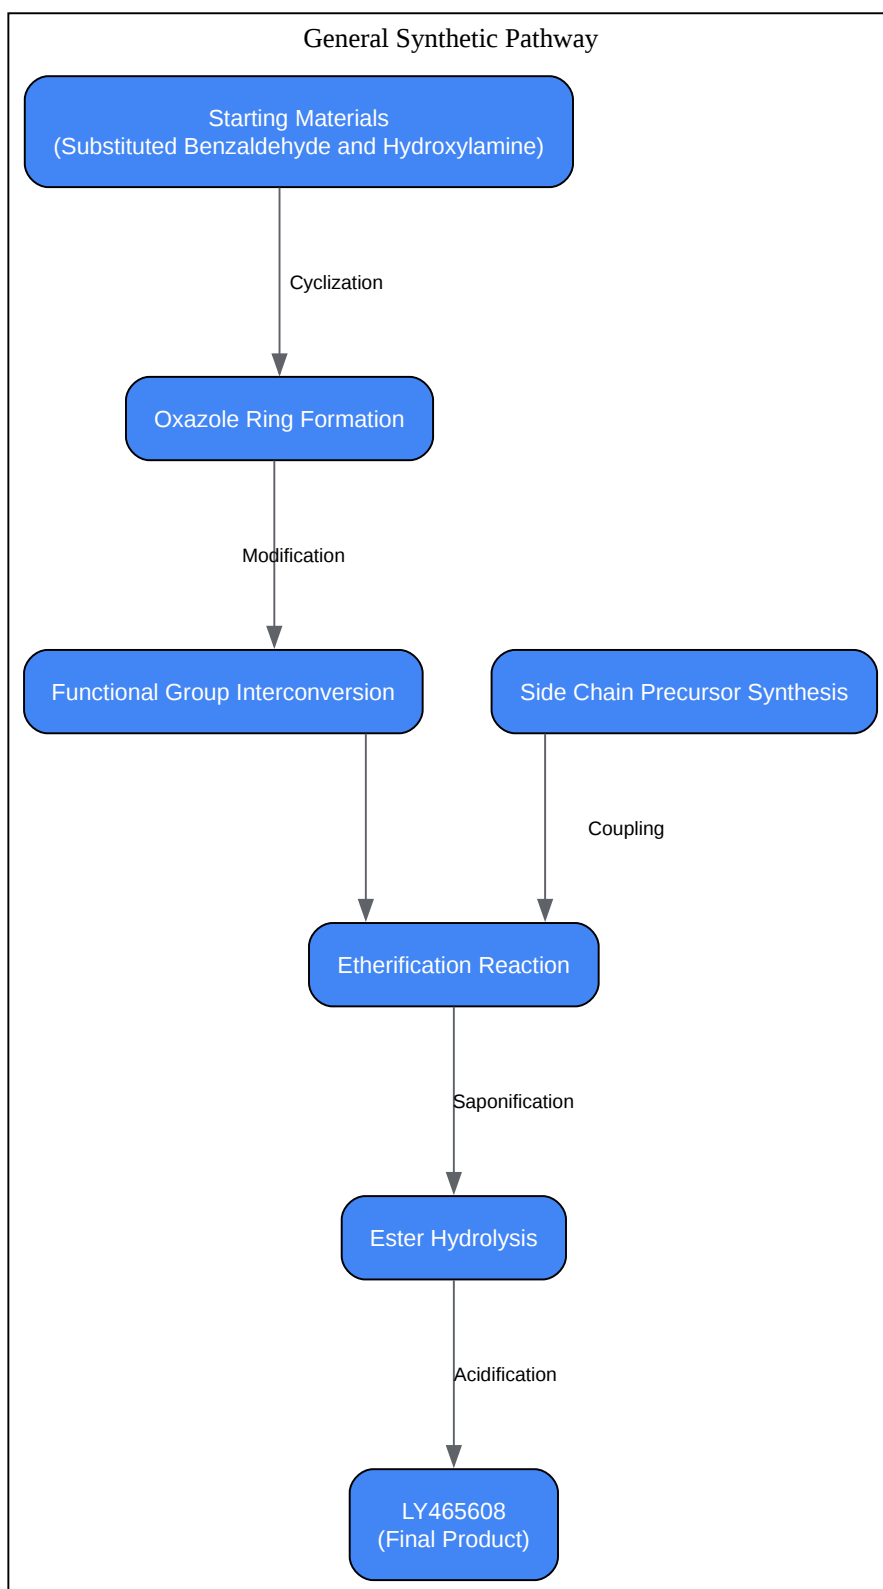 General Synthetic Pathway
Starting Materials
(Substituted Benzaldehyde and Hydroxylamine)
Cyclization
Oxazole Ring Formation
Modification
Functional Group Interconversion
Side Chain Precursor Synthesis
Coupling
Etherification Reaction
Saponification
Ester Hydrolysis
Acidification
LY465608
(Final Product)